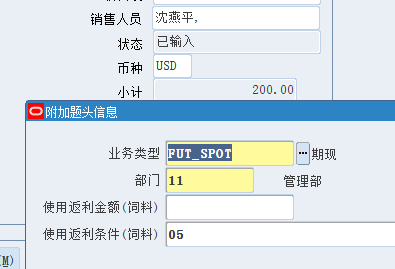 销售人员 沈燕平,
状态 已输入
币种 USD
小计 200.00
附加题头信息
业务类型 FUT_SPOT 期现
部门 11 管理部
使用返利金额(饲料)
使用返利条件(饲料) 05
(M)